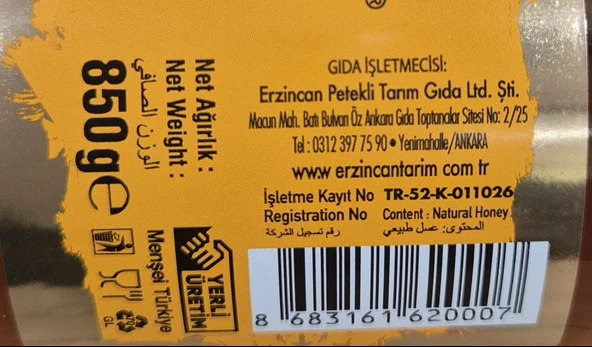 ®
GIDA İŞLETMECİSİ:
Erzincan Petekli Tarım Gıda Ltd. Şti.
Macun Mah. Batı Bulvarı Öz Ankara Gıda Toptancılar Sitesi No: 2/25
Tel : 0312 397 75 90 • Yenimahalle/ANKARA
www erzincantarim com tr
İşletme Kayıt No TR-52-K-011026
Registration No Content : Natural Honey
رقم تسجيل الشركة المحتوى: عسل طبيعي
8 683161 620007
Net Ağırlık :
Net Weight :
الوزن الصافي
850g℮
YERLİ
ÜRETİM
Menşei Türkiye
GL